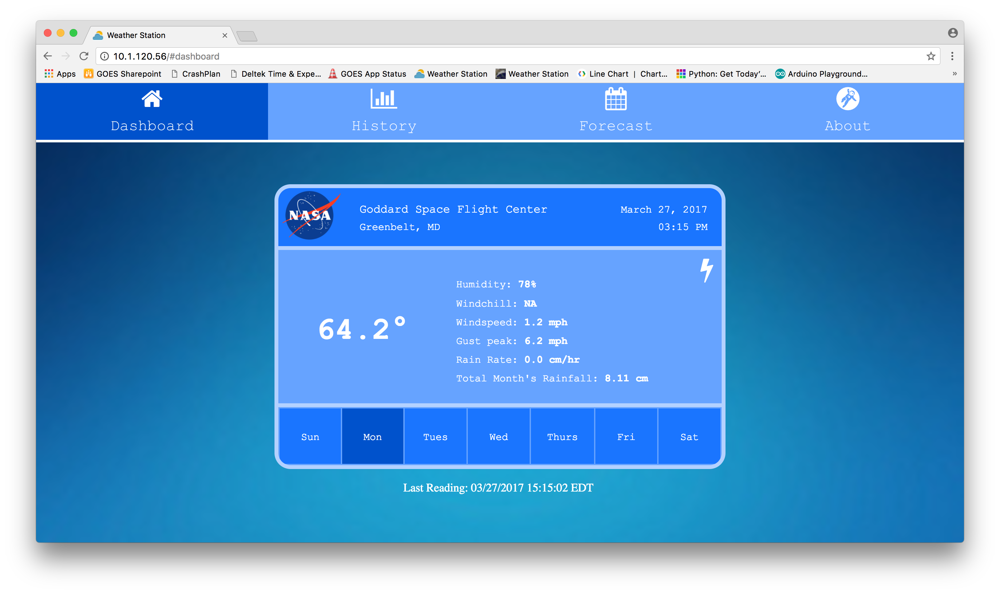 Weather Station
10.1.120.56/#dashboard
Apps GOES Sharepoint CrashPlan Deltek Time & Expe... GOES App Status Weather Station Weather Station Line Chart | Chart... Python: Get Today’... Arduino Playground... »
Dashboard History Forecast About
NASA
Goddard Space Flight Center March 27, 2017
Greenbelt, MD 03:15 PM
64.2°
Humidity: 78%
Windchill: NA
Windspeed: 1.2 mph
Gust peak: 6.2 mph
Rain Rate: 0.0 cm/hr
Total Month's Rainfall: 8.11 cm
Sun Mon Tues Wed Thurs Fri Sat
Last Reading: 03/27/2017 15:15:02 EDT